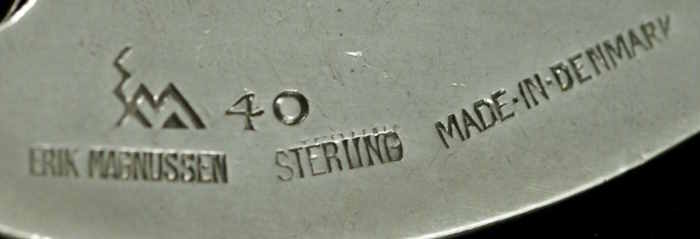 EM 40
ERIK MAGNUSSEN STERLING MADE-IN-DENMARK